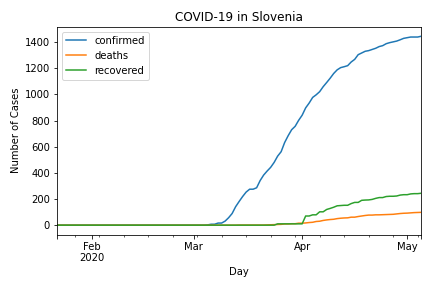 COVID-19 in Slovenia
confirmed
deaths
recovered
1400
1200
1000
800
600
400
200
0
Number of Cases
Feb
2020
Mar
Apr
May
Day